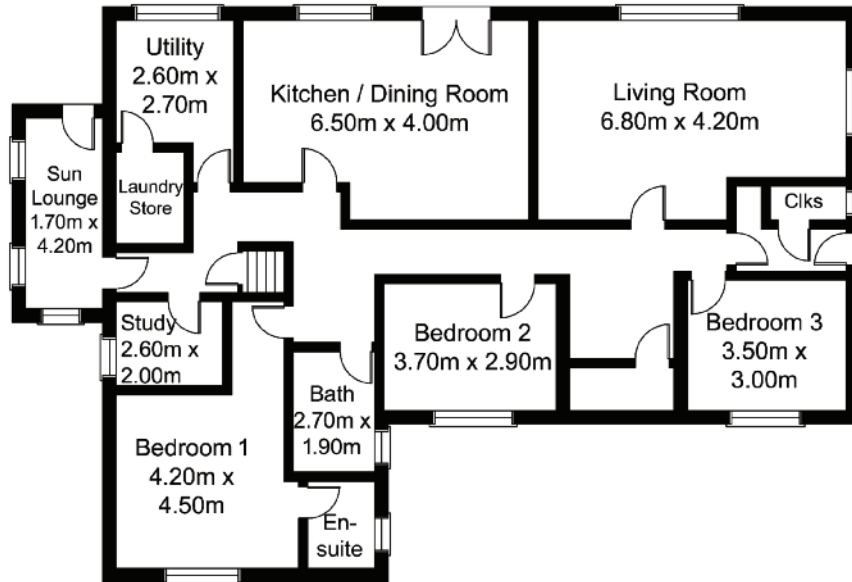 Utility
2.60m x
2.70m
Kitchen / Dining Room
6.50m x 4.00m
Living Room
6.80m x 4.20m
Sun
Lounge
1.70m x
4.20m
Laundry
Store
Clks
Study
2.60m x
2.00m
Bedroom 2
3.70m x 2.90m
Bedroom 3
3.50m x
3.00m
Bath
2.70m x
1.90m
Bedroom 1
4.20m x
4.50m
En-
suite